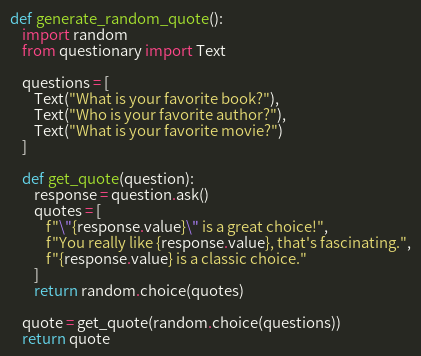 def generate_random_quote():
    import random
    from questionary import Text

    questions = [
        Text("What is your favorite book?"),
        Text("Who is your favorite author?"),
        Text("What is your favorite movie?")
    ]

    def get_quote(question):
        response = question.ask()
        quotes = [
            f"\"{response.value}\" is a great choice!",
            f"You really like {response.value}, that's fascinating.",
            f"{response.value} is a classic choice."
        ]
        return random.choice(quotes)

    quote = get_quote(random.choice(questions))
    return quote